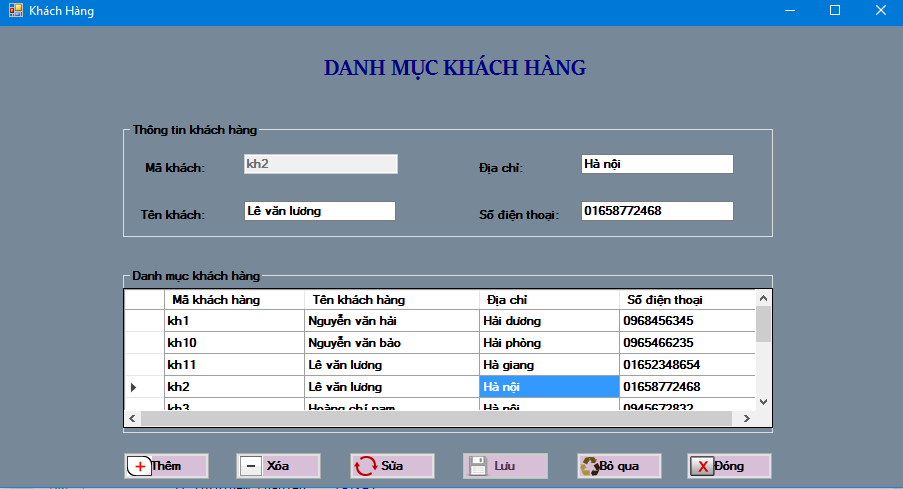 Khách Hàng
DANH MỤC KHÁCH HÀNG
Thông tin khách hàng
Mã khách: kh2 Địa chỉ: Hà nội
Tên khách: Lê văn lương Số điện thoại: 01658772468
Danh mục khách hàng
Mã khách hàng Tên khách hàng Địa chỉ Số điện thoại
kh1 Nguyễn văn hải Hải dương 0968456345
kh10 Nguyễn văn bảo Hải phòng 0965466235
kh11 Lê văn lương Hà giang 01652348654
kh2 Lê văn lương Hà nội 01658772468
kh3 Hoàng chí nam Hà nội 0945672832
Thêm Xóa Sửa Lưu Bỏ qua Đóng